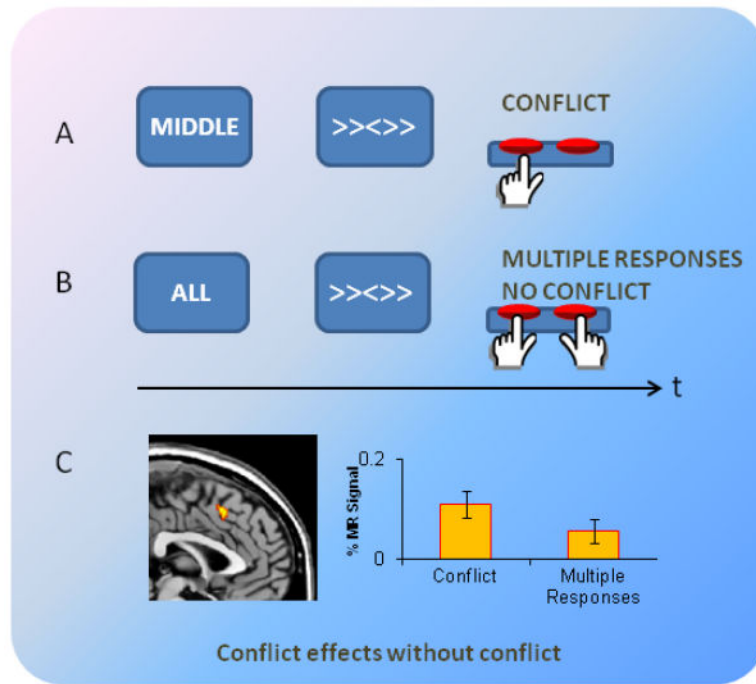 A
MIDDLE
>><>>
CONFLICT
B
ALL
>><>>
MULTIPLE RESPONSES
NO CONFLICT
t
C
% MR Signal
0.2
0
Conflict
Multiple
Responses
Conflict effects without conflict